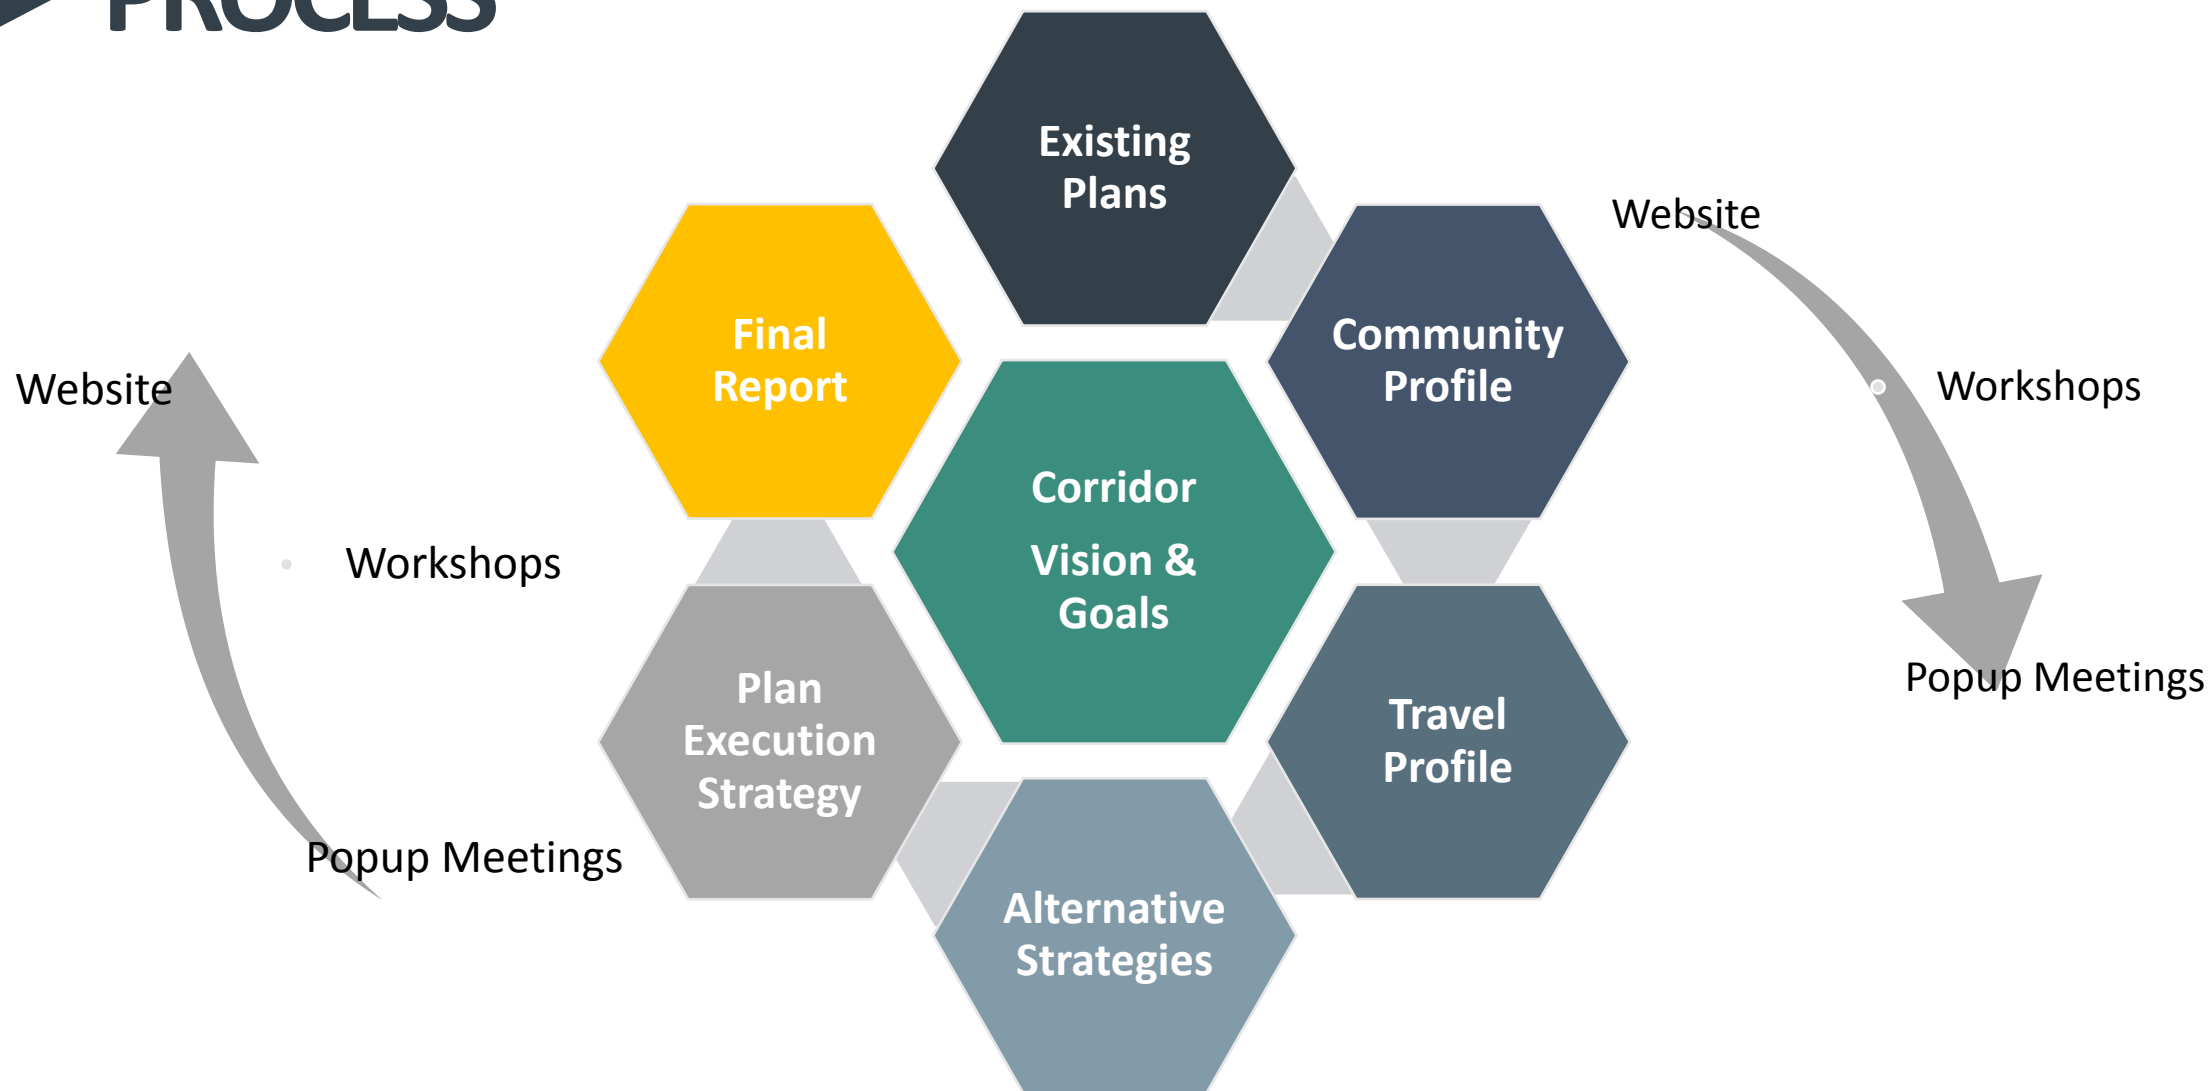 PROCESS
Existing
Plans
Final
Report
Community
Profile
Corridor
Vision &
Goals
Plan
Execution
Strategy
Travel
Profile
Alternative
Strategies
Website
Workshops
Popup Meetings
Website
Workshops
Popup Meetings